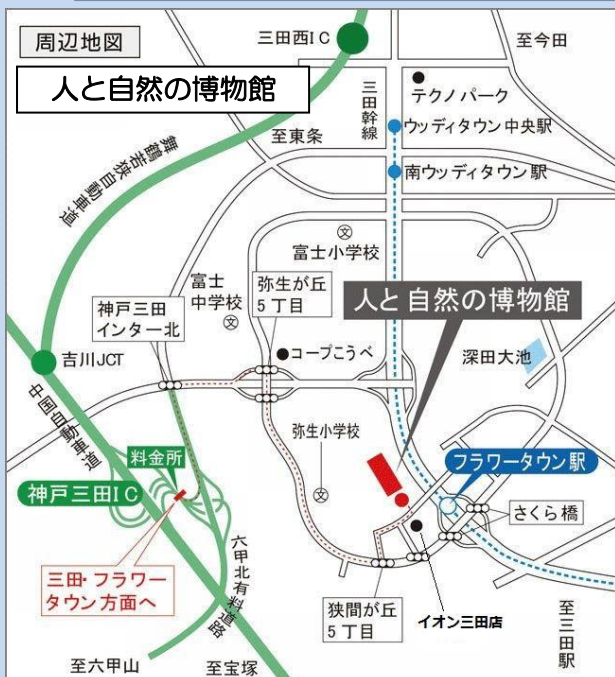 周辺地図
人と自然の博物館
三田西IC
至今田
テクノパーク
三田幹線
ウッディタウン中央駅
至東条
舞鶴若狭自動車道
南ウッディタウン駅
富士小学校
文
富士
中学校
文
弥生が丘
5丁目
人と自然の博物館
神戸三田
インター北
コープこうべ
深田大池
吉川JCT
中国自動車道
弥生小学校
文
料金所
フラワータウン駅
神戸三田IC
さくら橋
三田・フラワー
タウン方面へ
六甲北有料道路
狭間が丘
5丁目
イオン三田店
至三田駅
至六甲山
至宝塚